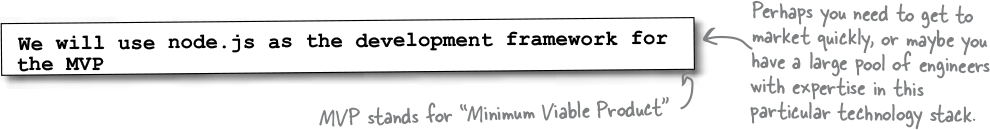 We will use node.js as the development framework for
the MVP
MVP stands for “Minimum Viable Product”
Perhaps you need to get to
market quickly, or maybe you
have a large pool of engineers
with expertise in this
particular technology stack.